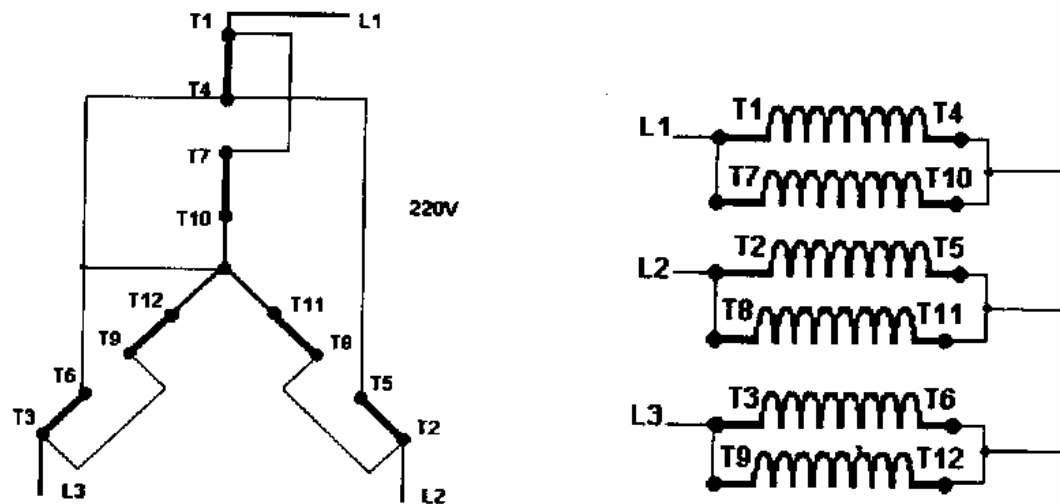 T1 L1
T4
T7
T10
220V
T12 T11
T9 T8
T6 T5
T3 T2
L3 L2
T1 T4
L1
T7 T10
T2 T5
L2
T8 T11
T3 T6
L3
T9 T12